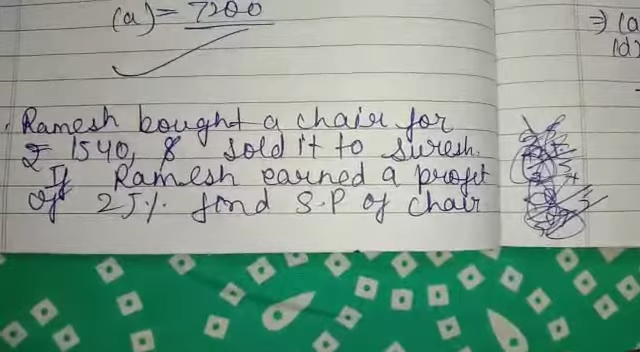 (a) = 7200
⇒ (a
(d)
Ramesh bought a chair for
₹ 1540, & sold it to Suresh.
If Ramesh earned a profit
of 25%. find S.P of chair